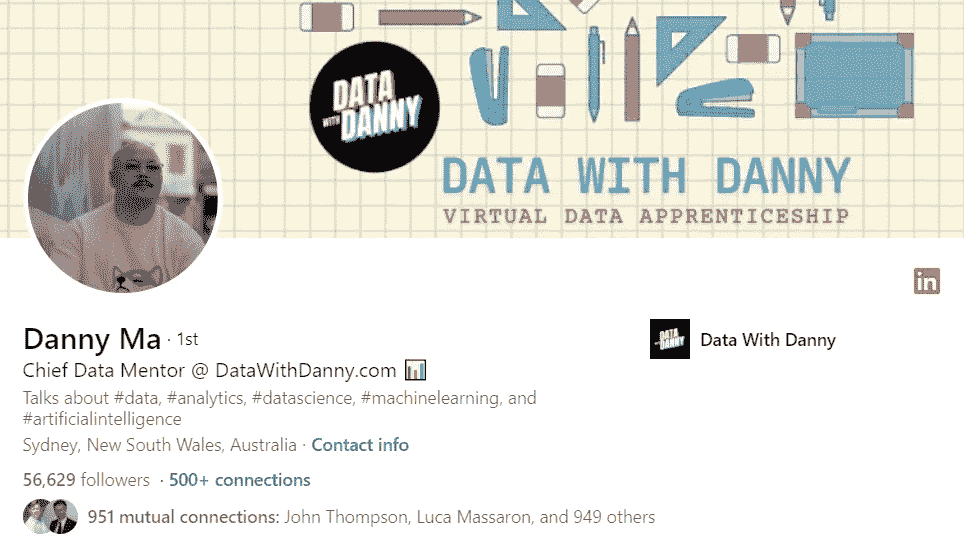 DATA
WITH
DANNY
DATA WITH DANNY
VIRTUAL DATA APPRENTICESHIP
in
Danny Ma · 1st
DATA
WITH
DANNY
Data With Danny
Chief Data Mentor @ DataWithDanny.com 📊
Talks about #data, #analytics, #datascience, #machinelearning, and
#artificialintelligence
Sydney, New South Wales, Australia · Contact info
56,629 followers · 500+ connections
951 mutual connections: John Thompson, Luca Massaron, and 949 others